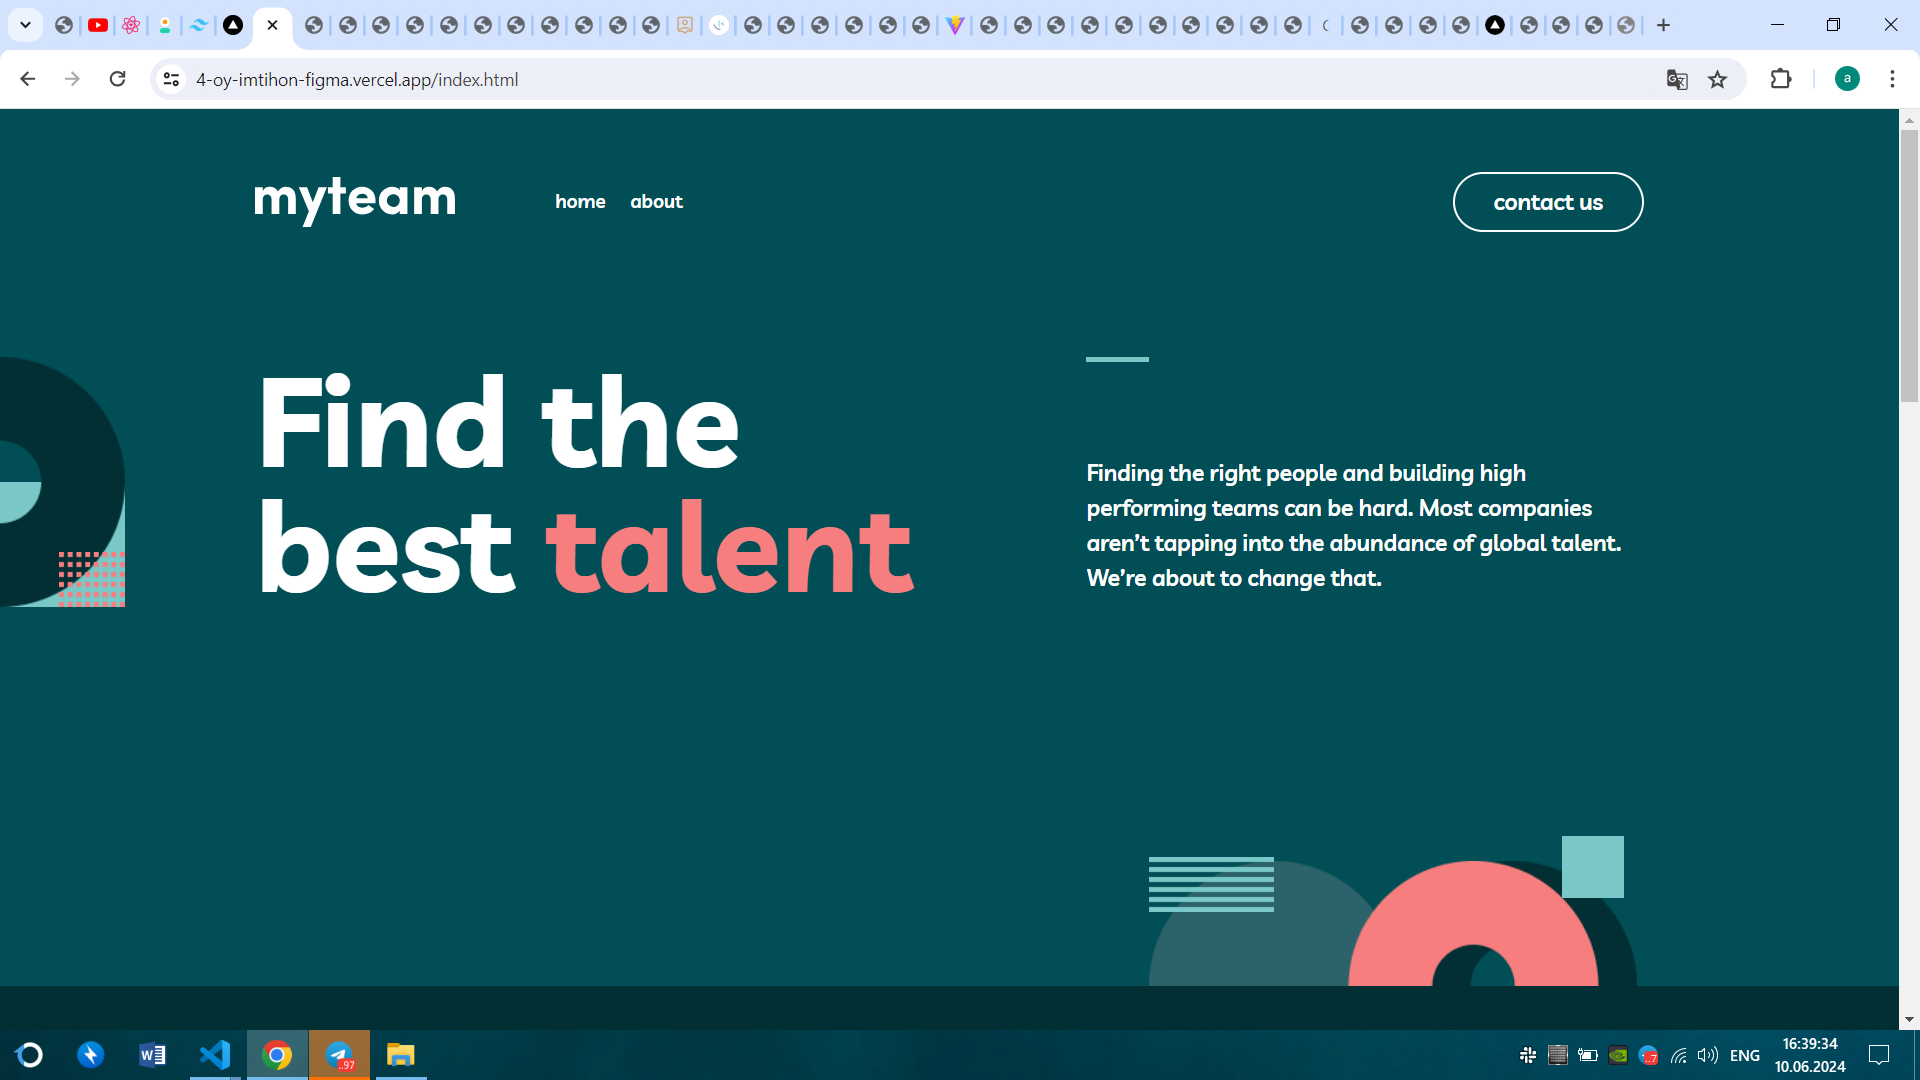 4-oy-imtihon-figma.vercel.app/index.html
a
myteam
home about
contact us
Find the
best talent
Finding the right people and building high
performing teams can be hard. Most companies
aren’t tapping into the abundance of global talent.
We’re about to change that.
..97
..7
ENG
16:39:34
10.06.2024